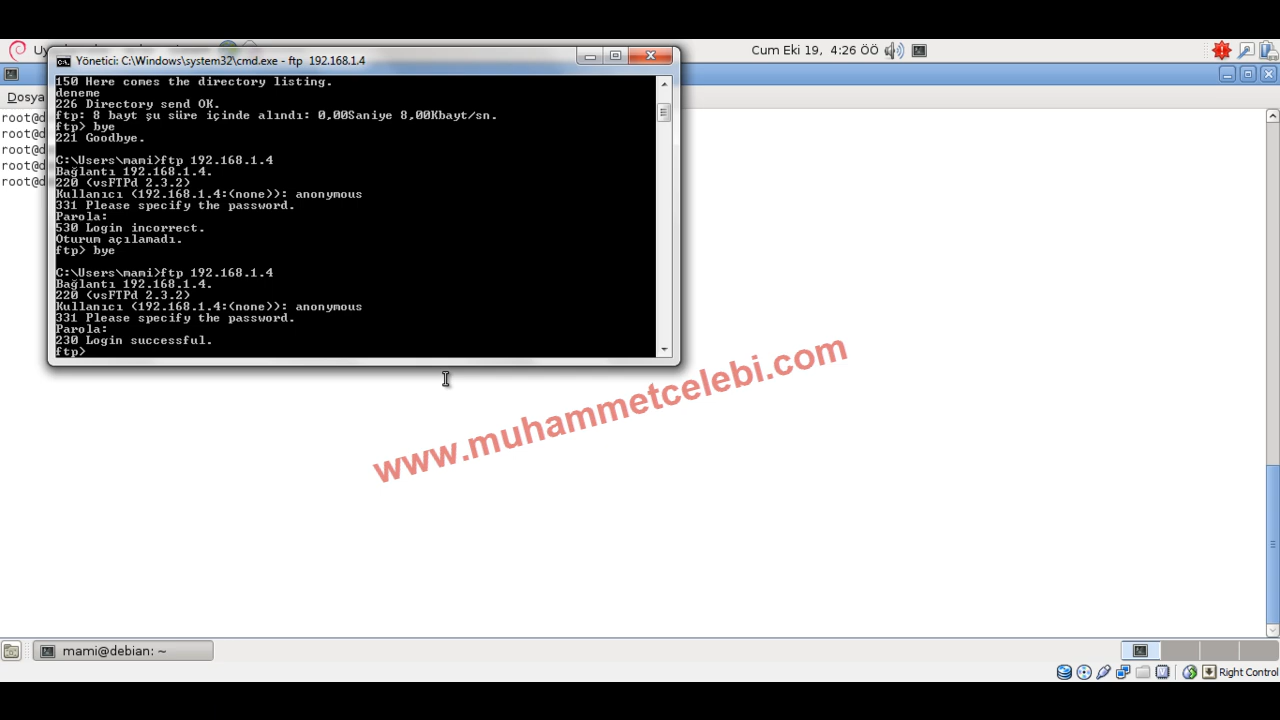 Uy
Cum Eki 19, 4:26 ÖÖ
Yönetici: C:\Windows\system32\cmd.exe - ftp 192.168.1.4
Dosya
150 Here comes the directory listing.
deneme
226 Directory send OK.
ftp: 8 bayt şu süre içinde alındı: 0,00Saniye 8,00Kbayt/sn.
ftp> bye
221 Goodbye.
C:\Users\mami>ftp 192.168.1.4
Bağlantı 192.168.1.4.
220 (vsFTPd 2.3.2)
Kullanıcı (192.168.1.4:(none)): anonymous
331 Please specify the password.
Parola:
530 Login incorrect.
Oturum açılamadı.
ftp> bye
C:\Users\mami>ftp 192.168.1.4
Bağlantı 192.168.1.4.
220 (vsFTPd 2.3.2)
Kullanıcı (192.168.1.4:(none)): anonymous
331 Please specify the password.
Parola:
230 Login successful.
ftp>
root@d
root@d
root@d
root@d
root@d
www.muhammetcelebi.com
mami@debian: ~
Right Control